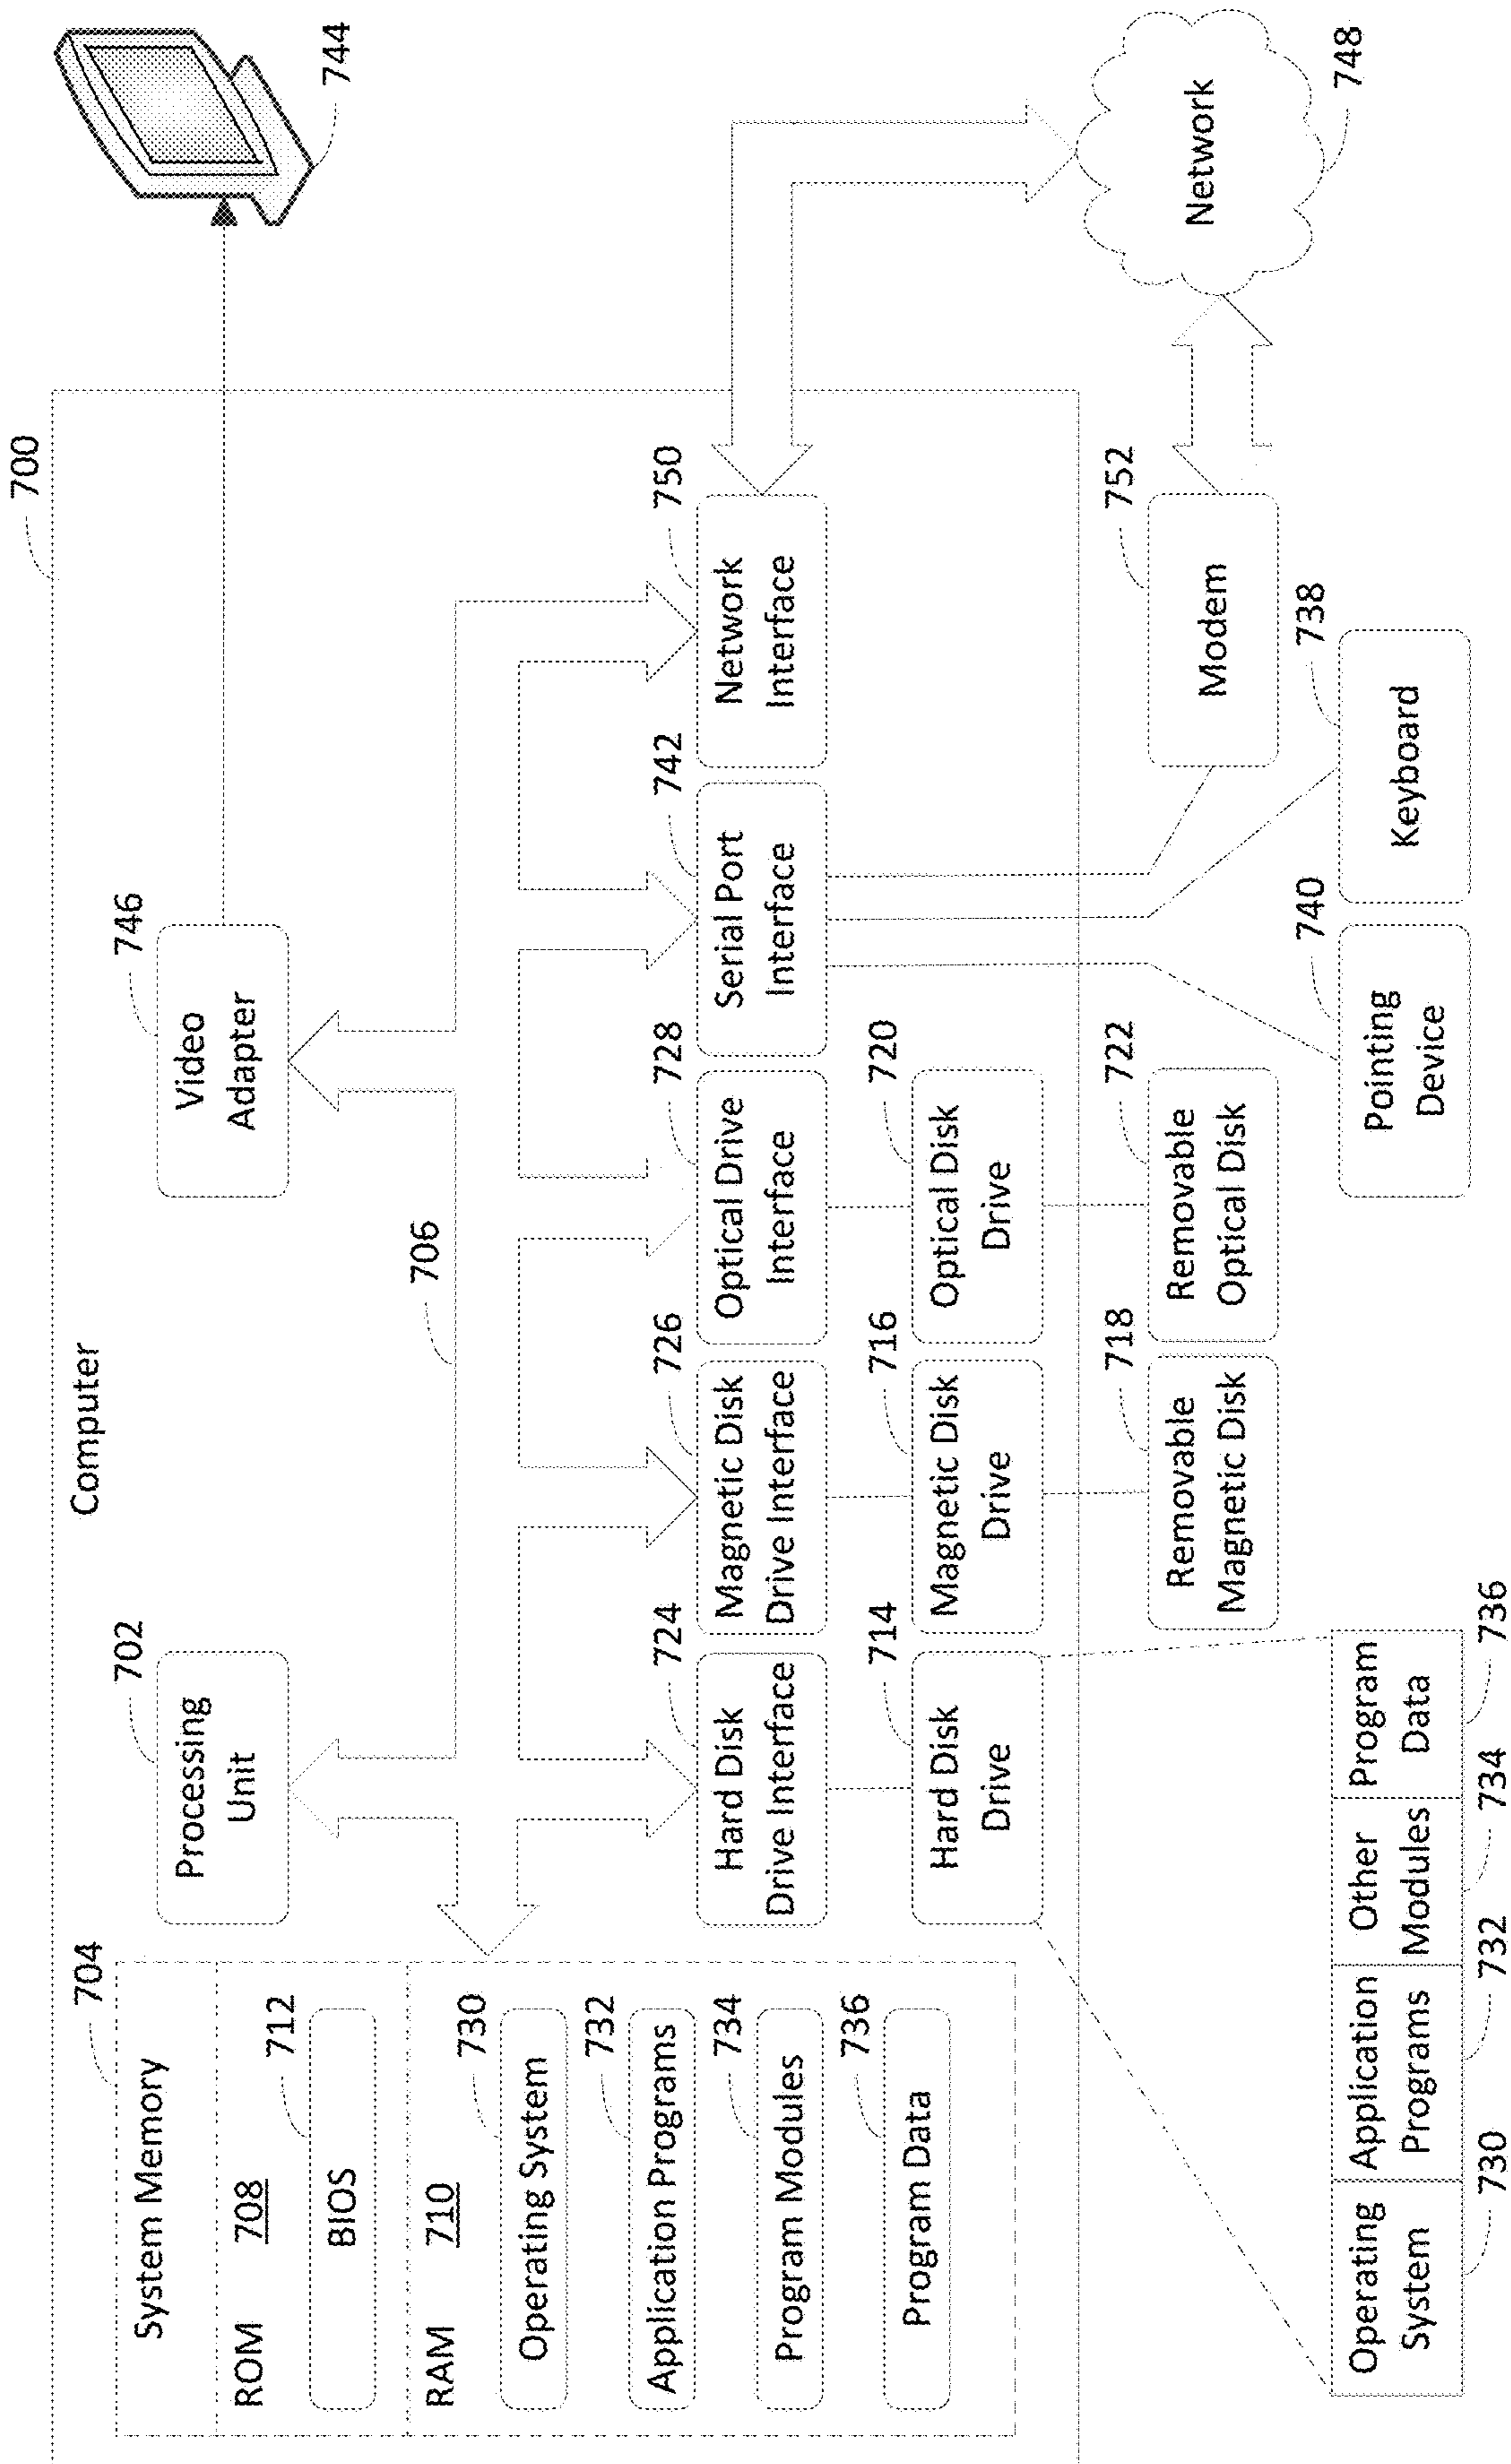 Computer
700
System Memory
704
ROM 708
712
BIOS
RAM 710
730
Operating System
732
Application Programs
734
Program Modules
736
Program Data
702
Processing
Unit
746
Video
Adapter
744
706
724
Hard Disk
Drive Interface
726
Magnetic Disk
Drive Interface
728
Optical Drive
Interface
742
Serial Port
Interface
750
Network
Interface
714
Hard Disk
Drive
716
Magnetic Disk
Drive
720
Optical Disk
Drive
718
Removable
Magnetic Disk
722
Removable
Optical Disk
752
Modem
Network
748
740
Pointing
Device
738
Keyboard
Operating
System
Application
Programs
Other
Modules
Program
Data
730
732
734
736